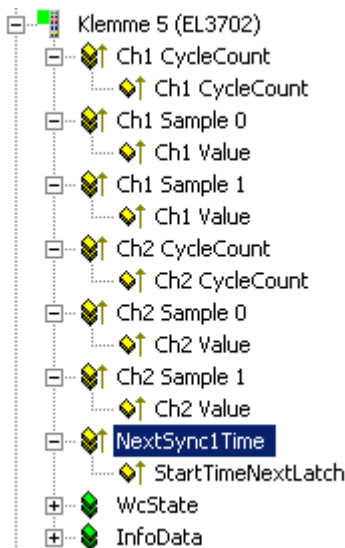 Klemme 5 (EL3702)
Ch1 CycleCount
Ch1 CycleCount
Ch1 Sample 0
Ch1 Value
Ch1 Sample 1
Ch1 Value
Ch2 CycleCount
Ch2 CycleCount
Ch2 Sample 0
Ch2 Value
Ch2 Sample 1
Ch2 Value
NextSync1Time
StartTimeNextLatch
WcState
InfoData